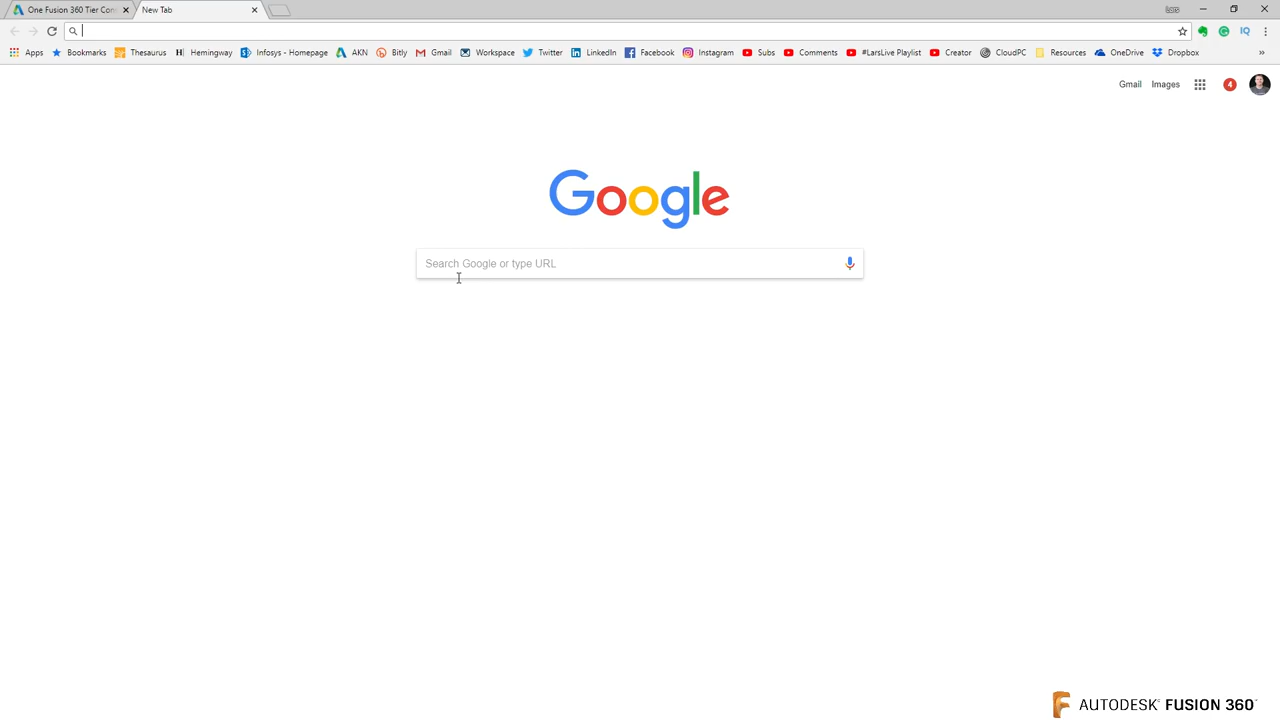 One Fusion 360 Tier Con
New Tab
Lars
Apps Bookmarks Thesaurus Hemingway Infosys - Homepage AKN Bitly Gmail Workspace Twitter LinkedIn Facebook Instagram Subs Comments #LarsLive Playlist Creator CloudPC Resources OneDrive Dropbox »
Gmail Images 4
Google
Search Google or type URL
AUTODESK FUSION 360